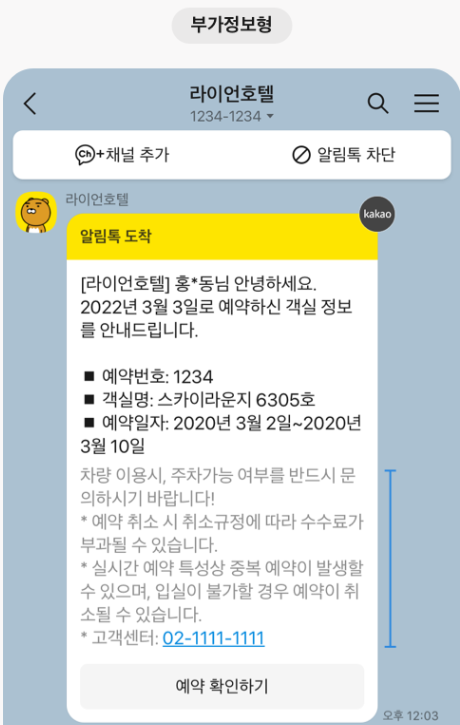 부가정보형
라이언호텔
1234-1234
Ch+채널 추가
알림톡 차단
라이언호텔
kakao
알림톡 도착
[라이언호텔] 홍*동님 안녕하세요.
2022년 3월 3일로 예약하신 객실 정보
를 안내드립니다.
■ 예약번호: 1234
■ 객실명: 스카이라운지 6305호
■ 예약일자: 2020년 3월 2일~2020년
3월 10일
차량 이용시, 주차가능 여부를 반드시 문
의하시기 바랍니다!
* 예약 취소 시 취소규정에 따라 수수료가
부과될 수 있습니다.
* 실시간 예약 특성상 중복 예약이 발생할
수 있으며, 입실이 불가할 경우 예약이 취
소될 수 있습니다.
* 고객센터: 02-1111-1111
예약 확인하기
오후 12:03